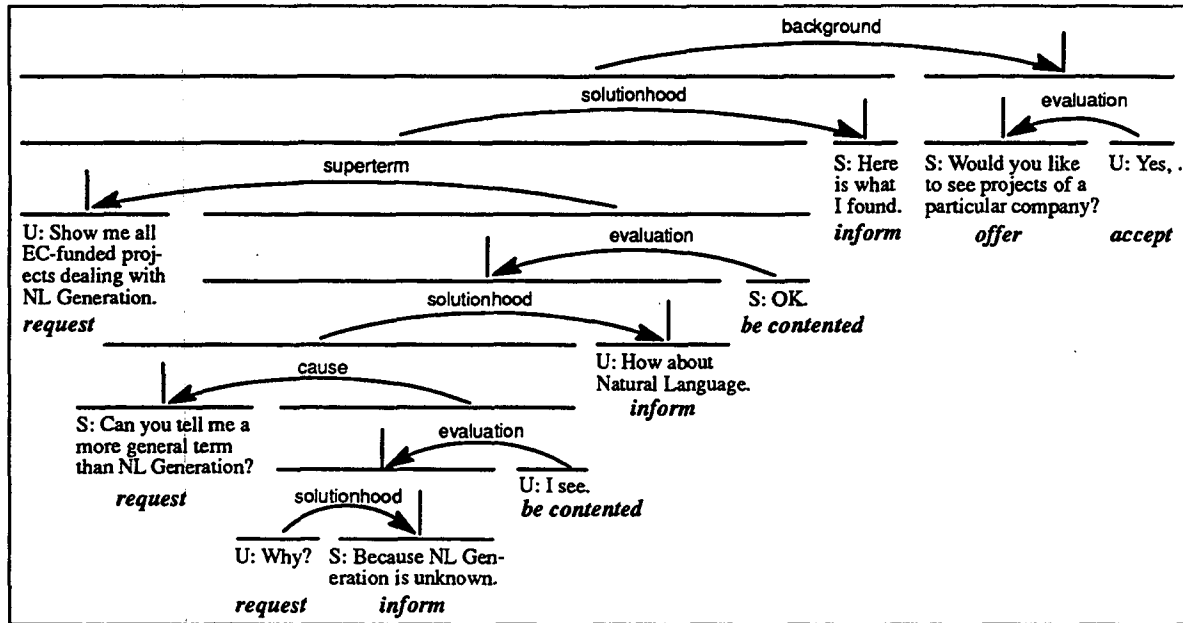 background
solutionhood
evaluation
S: Here
is what
I found.
inform
S: Would you like
to see projects of a
particular company?
offer
U: Yes, .
accept
superterm
U: Show me all
EC-funded proj-
ects dealing with
NL Generation.
request
evaluation
S: OK.
be contented
solutionhood
U: How about
Natural Language.
inform
cause
S: Can you tell me a
more general term
than NL Generation?
request
evaluation
U: I see.
be contented
solutionhood
U: Why?
request
S: Because NL Gen-
eration is unknown.
inform